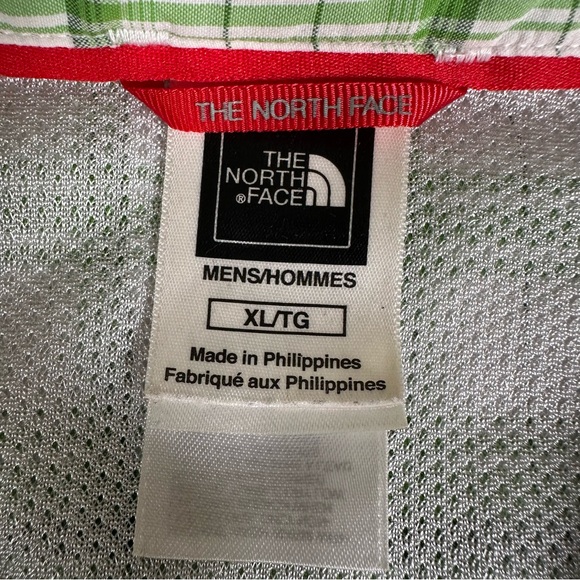 THE NORTH FACE
THE
NORTH
®FACE
MENS/HOMMES
XL/TG
Made in Philippines
Fabriqué aux Philippines